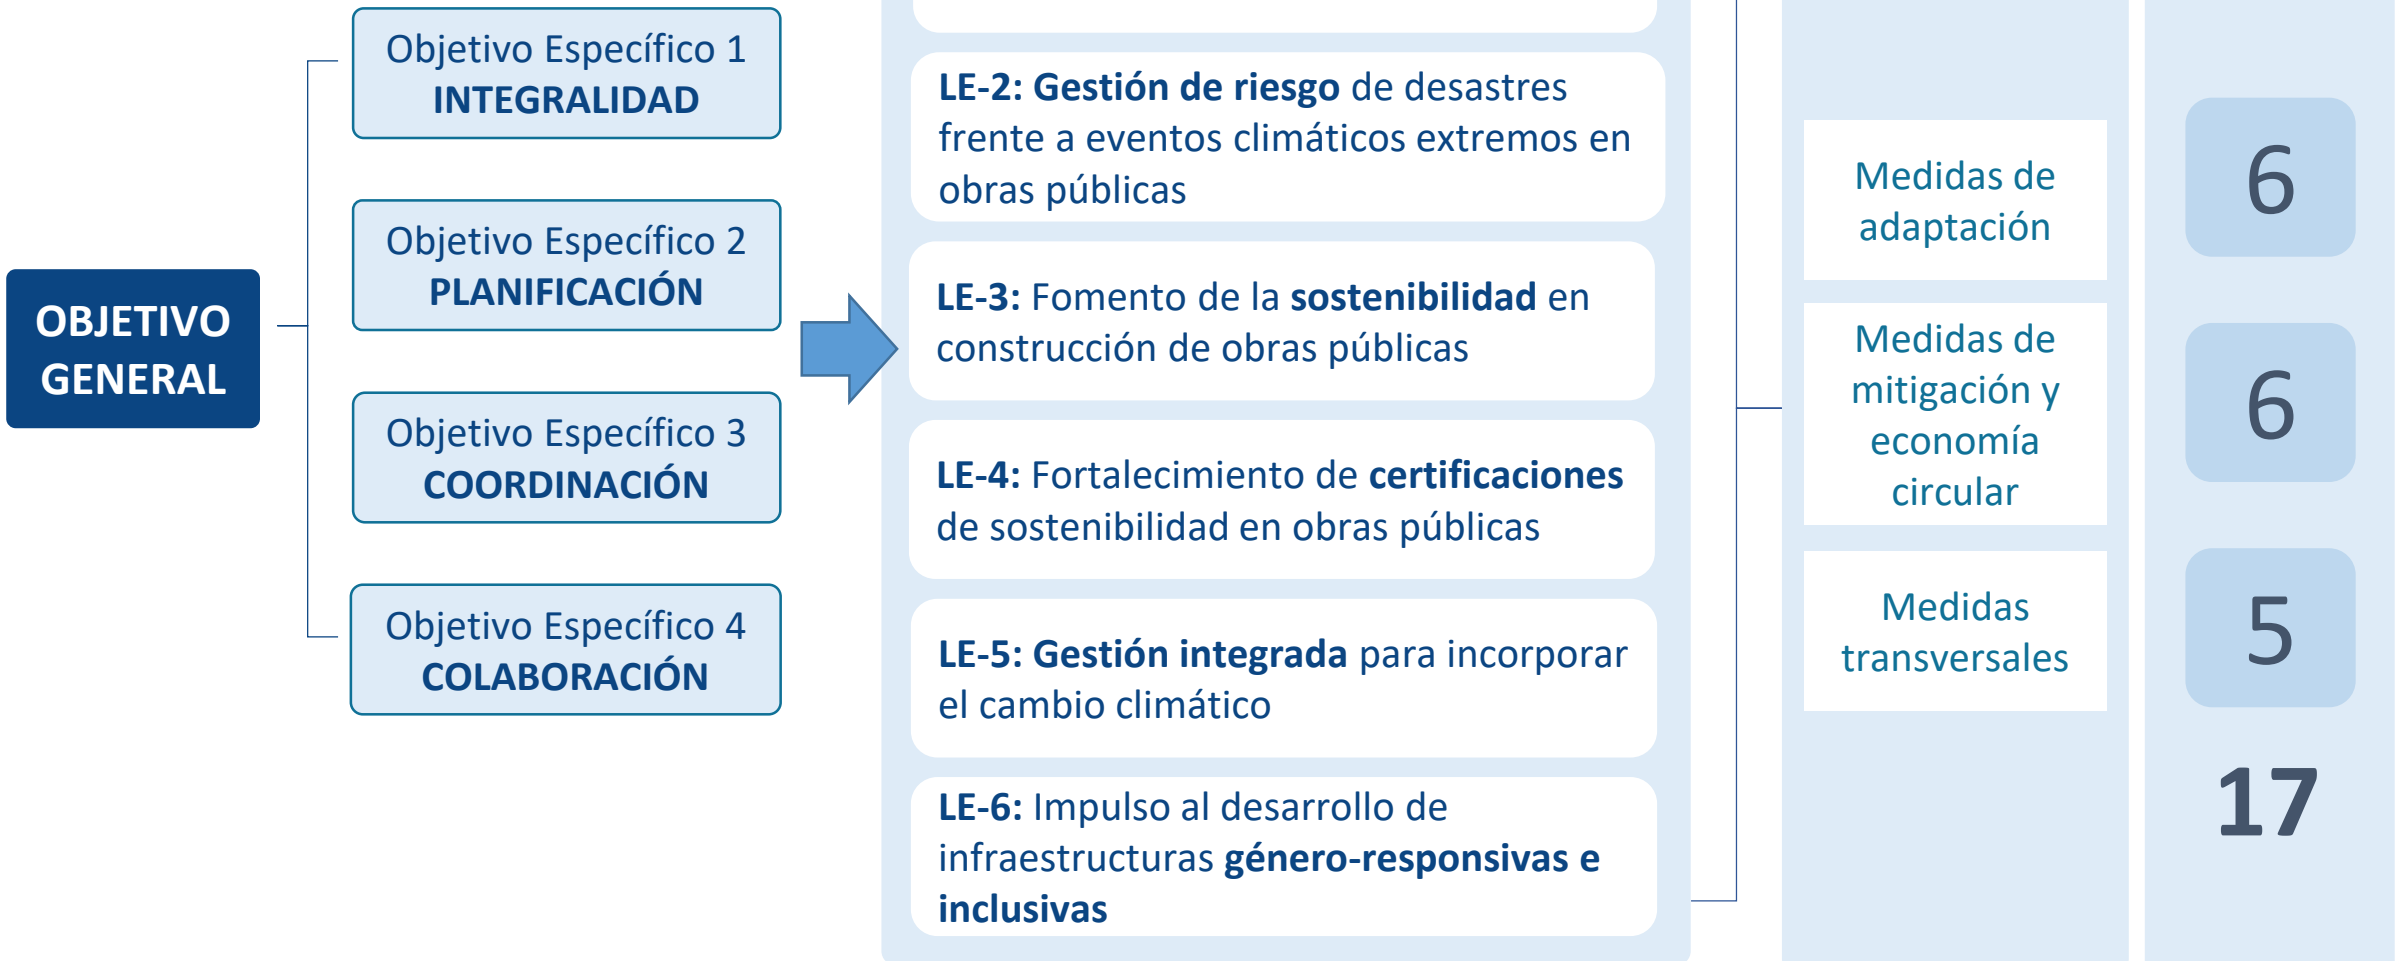 OBJETIVO
GENERAL
Objetivo Específico 1
INTEGRALIDAD
Objetivo Específico 2
PLANIFICACIÓN
Objetivo Específico 3
COORDINACIÓN
Objetivo Específico 4
COLABORACIÓN
LE-2: Gestión de riesgo de desastres
frente a eventos climáticos extremos en
obras públicas
LE-3: Fomento de la sostenibilidad en
construcción de obras públicas
LE-4: Fortalecimiento de certificaciones
de sostenibilidad en obras públicas
LE-5: Gestión integrada para incorporar
el cambio climático
LE-6: Impulso al desarrollo de
infraestructuras género-responsivas e
inclusivas
Medidas de
adaptación
6
Medidas de
mitigación y
economía
circular
6
Medidas
transversales
5
17